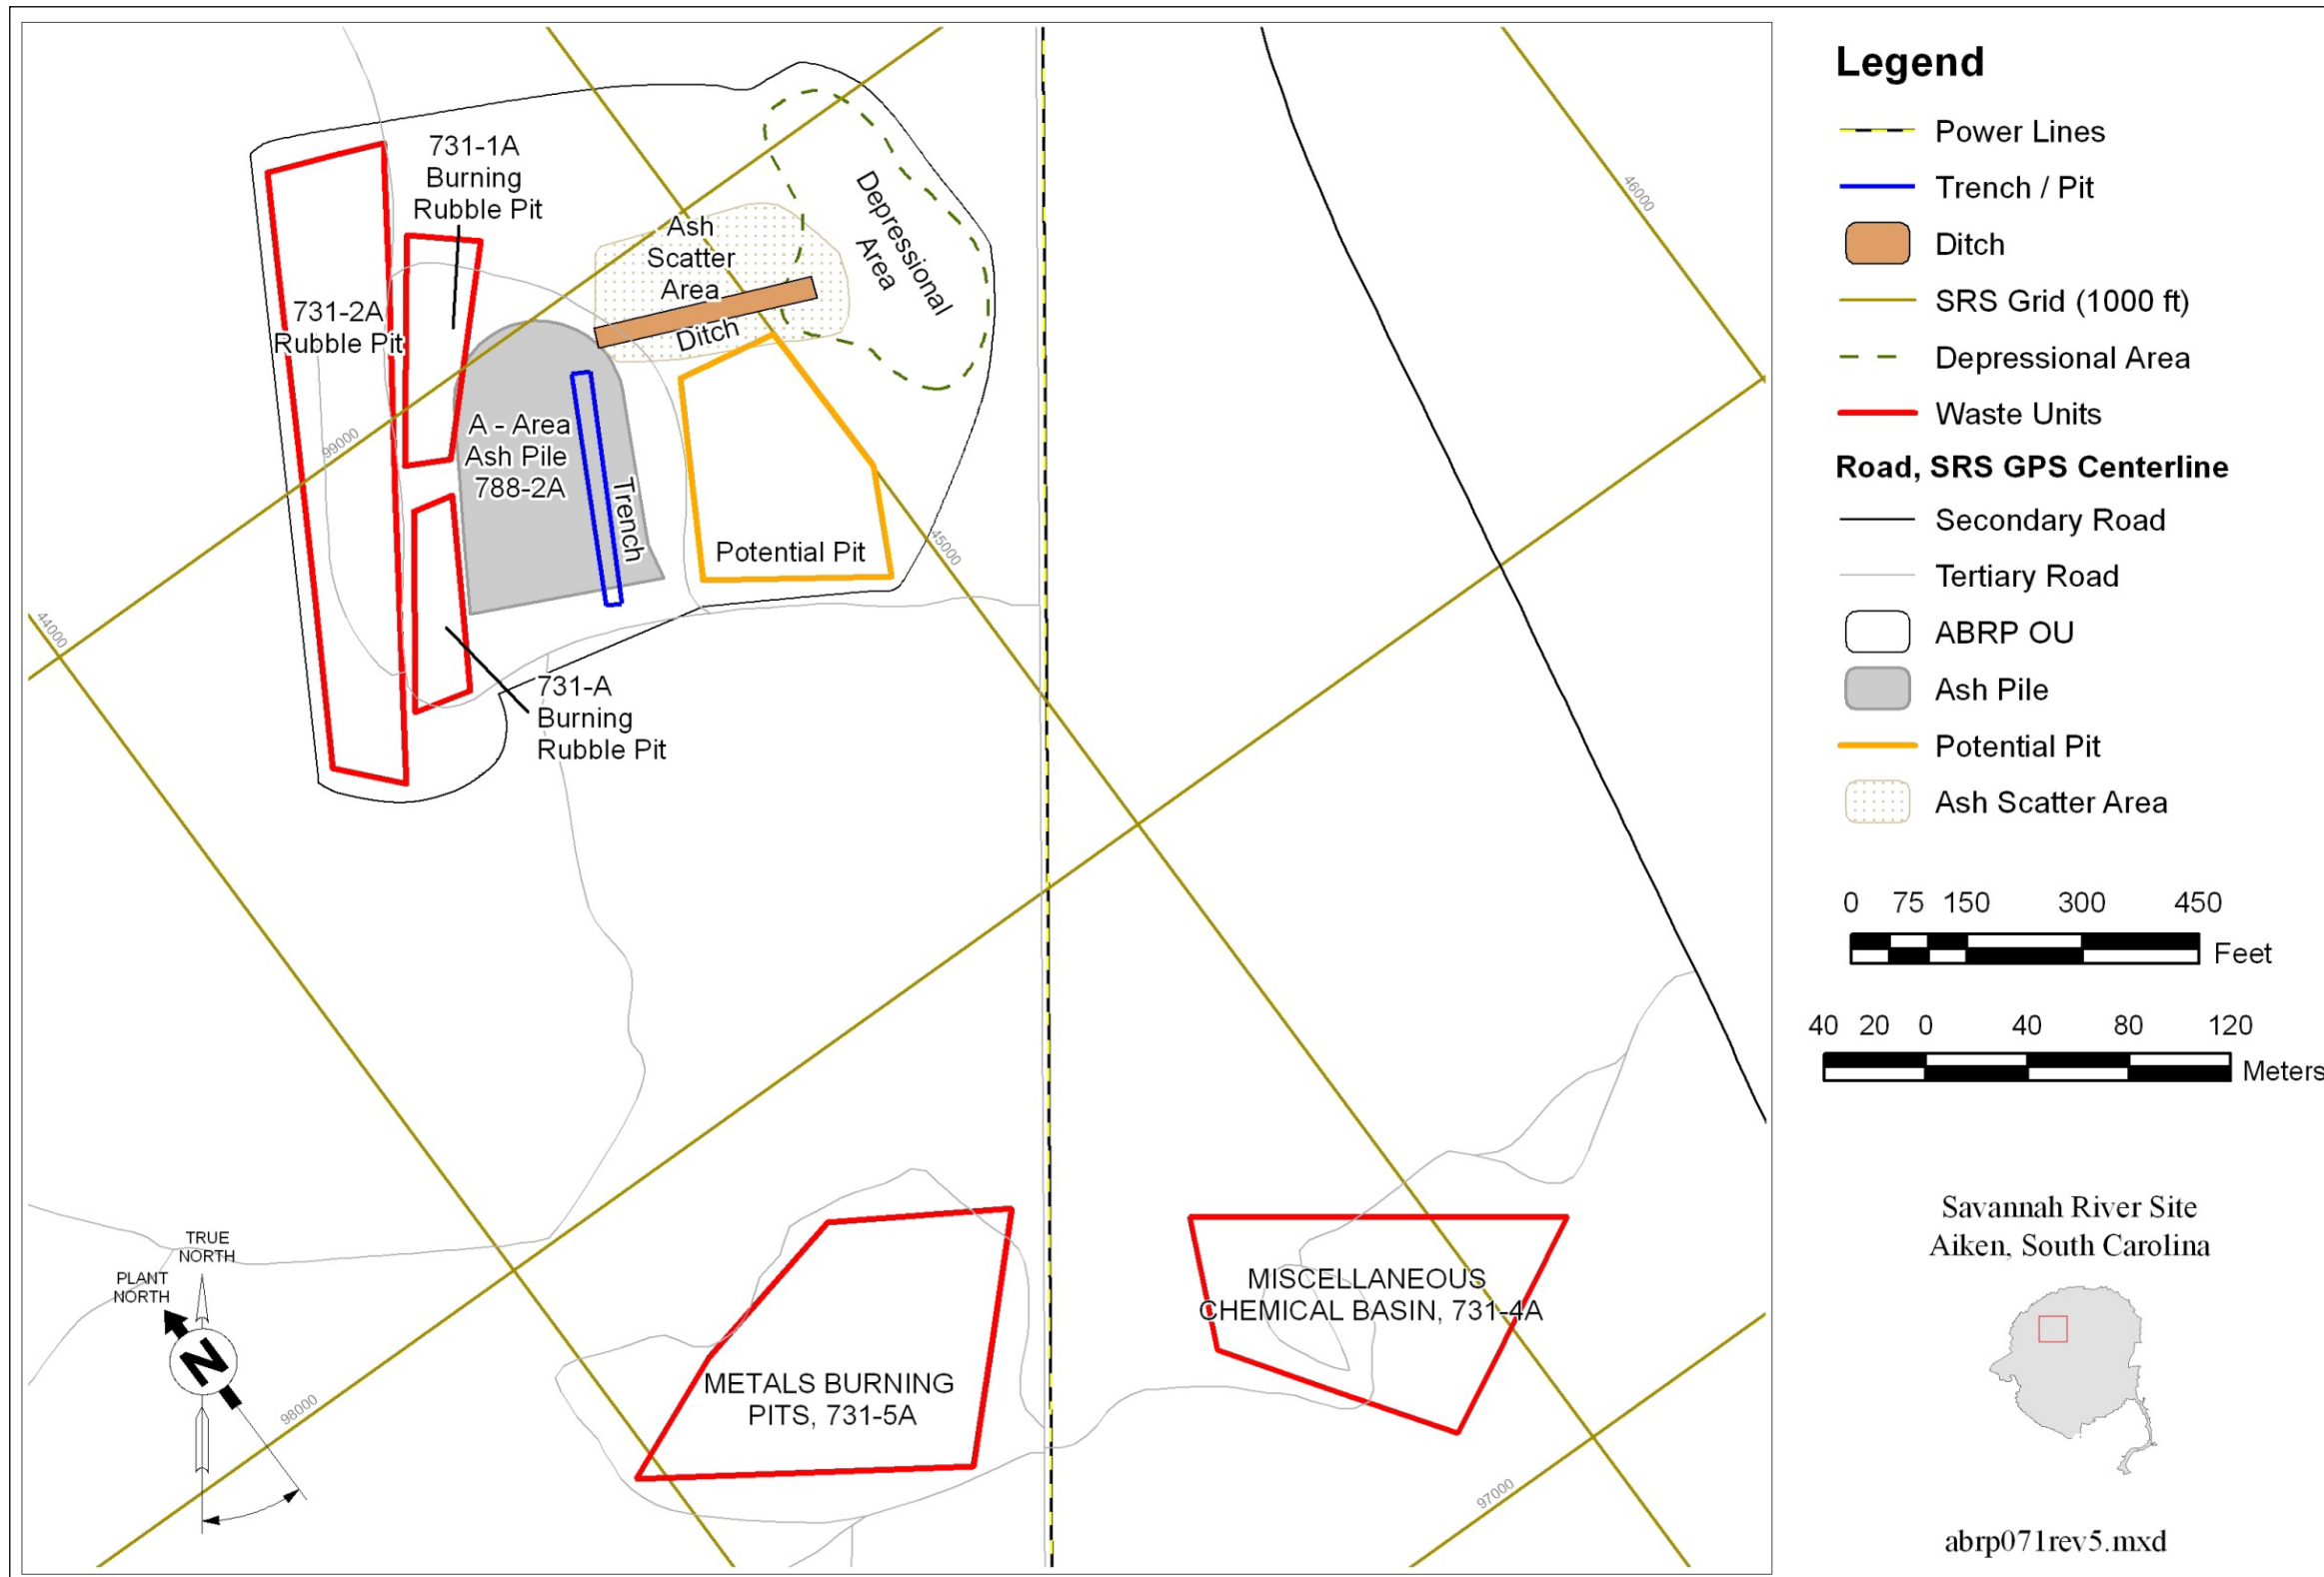 731-1A
Burning
Rubble Pit
731-2A
Rubble Pit
Ash
Scatter
Area
Ditch
Depressional
Area
A - Area
Ash Pile
788-2A
Trench
Potential Pit
731-A
Burning
Rubble Pit
99000
44000
45000
46000
98000
97000
METALS BURNING
PITS, 731-5A
MISCELLANEOUS
CHEMICAL BASIN, 731-4A
TRUE
NORTH
PLANT
NORTH
N
Legend
Power Lines
Trench / Pit
Ditch
SRS Grid (1000 ft)
Depressional Area
Waste Units
Road, SRS GPS Centerline
Secondary Road
Tertiary Road
ABRP OU
Ash Pile
Potential Pit
Ash Scatter Area
0 75 150 300 450
Feet
40 20 0 40 80 120
Meters
Savannah River Site
Aiken, South Carolina
abrp071rev5.mxd